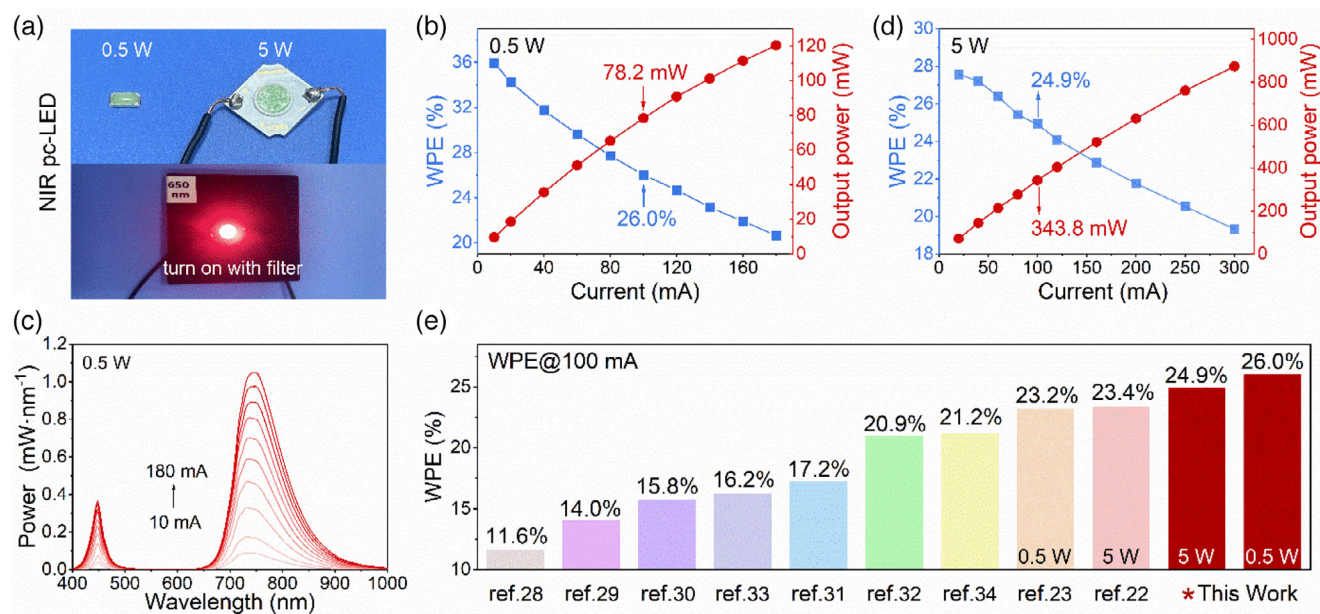 (a)
0.5 W
5 W
NIR pc-LED
650
nm
turn on with filter
(b)
0.5 W
78.2 mW
26.0%
WPE (%)
36
32
28
24
20
Output power (mW)
120
100
80
60
40
20
0
0
40
80
120
160
Current (mA)
(d)
5 W
24.9%
343.8 mW
WPE (%)
30
28
26
24
22
20
19
18
Output power (mW)
1000
800
600
400
200
0
0
50
100
150
200
250
300
Current (mA)
(c)
0.5 W
180 mA
10 mA
Power (mW·nm⁻¹)
1.2
1.0
0.8
0.6
0.4
0.2
0.0
400
500
600
700
800
900
1000
Wavelength (nm)
(e)
WPE@100 mA
WPE (%)
25
20
15
10
11.6%
14.0%
15.8%
16.2%
17.2%
20.9%
21.2%
23.2%
23.4%
24.9%
26.0%
0.5 W
5 W
5 W
0.5 W
ref.28
ref.29
ref.30
ref.33
ref.31
ref.32
ref.34
ref.23
ref.22
* This Work